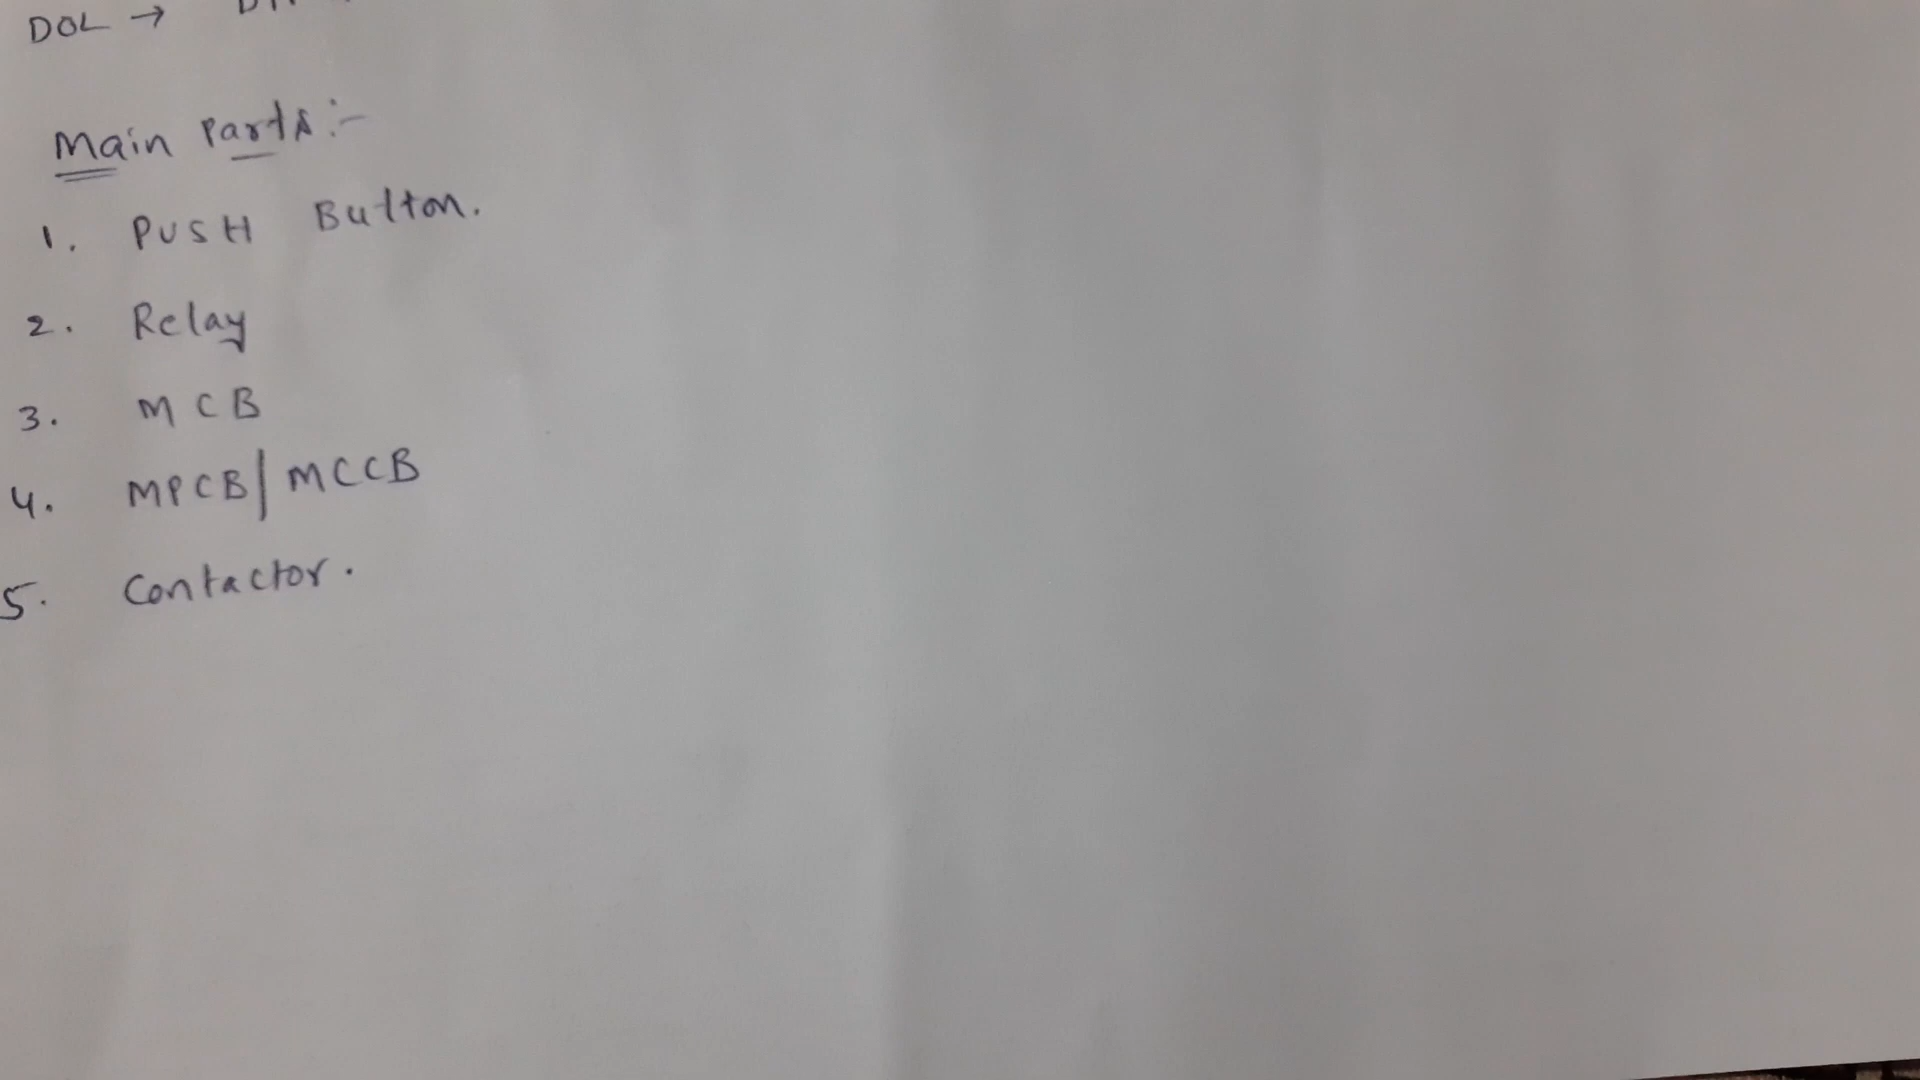 DOL →
Main Parts :-
1. PUSH Button.
2. Relay
3. MCB
4. MPCB/MCCB
5. Contactor.